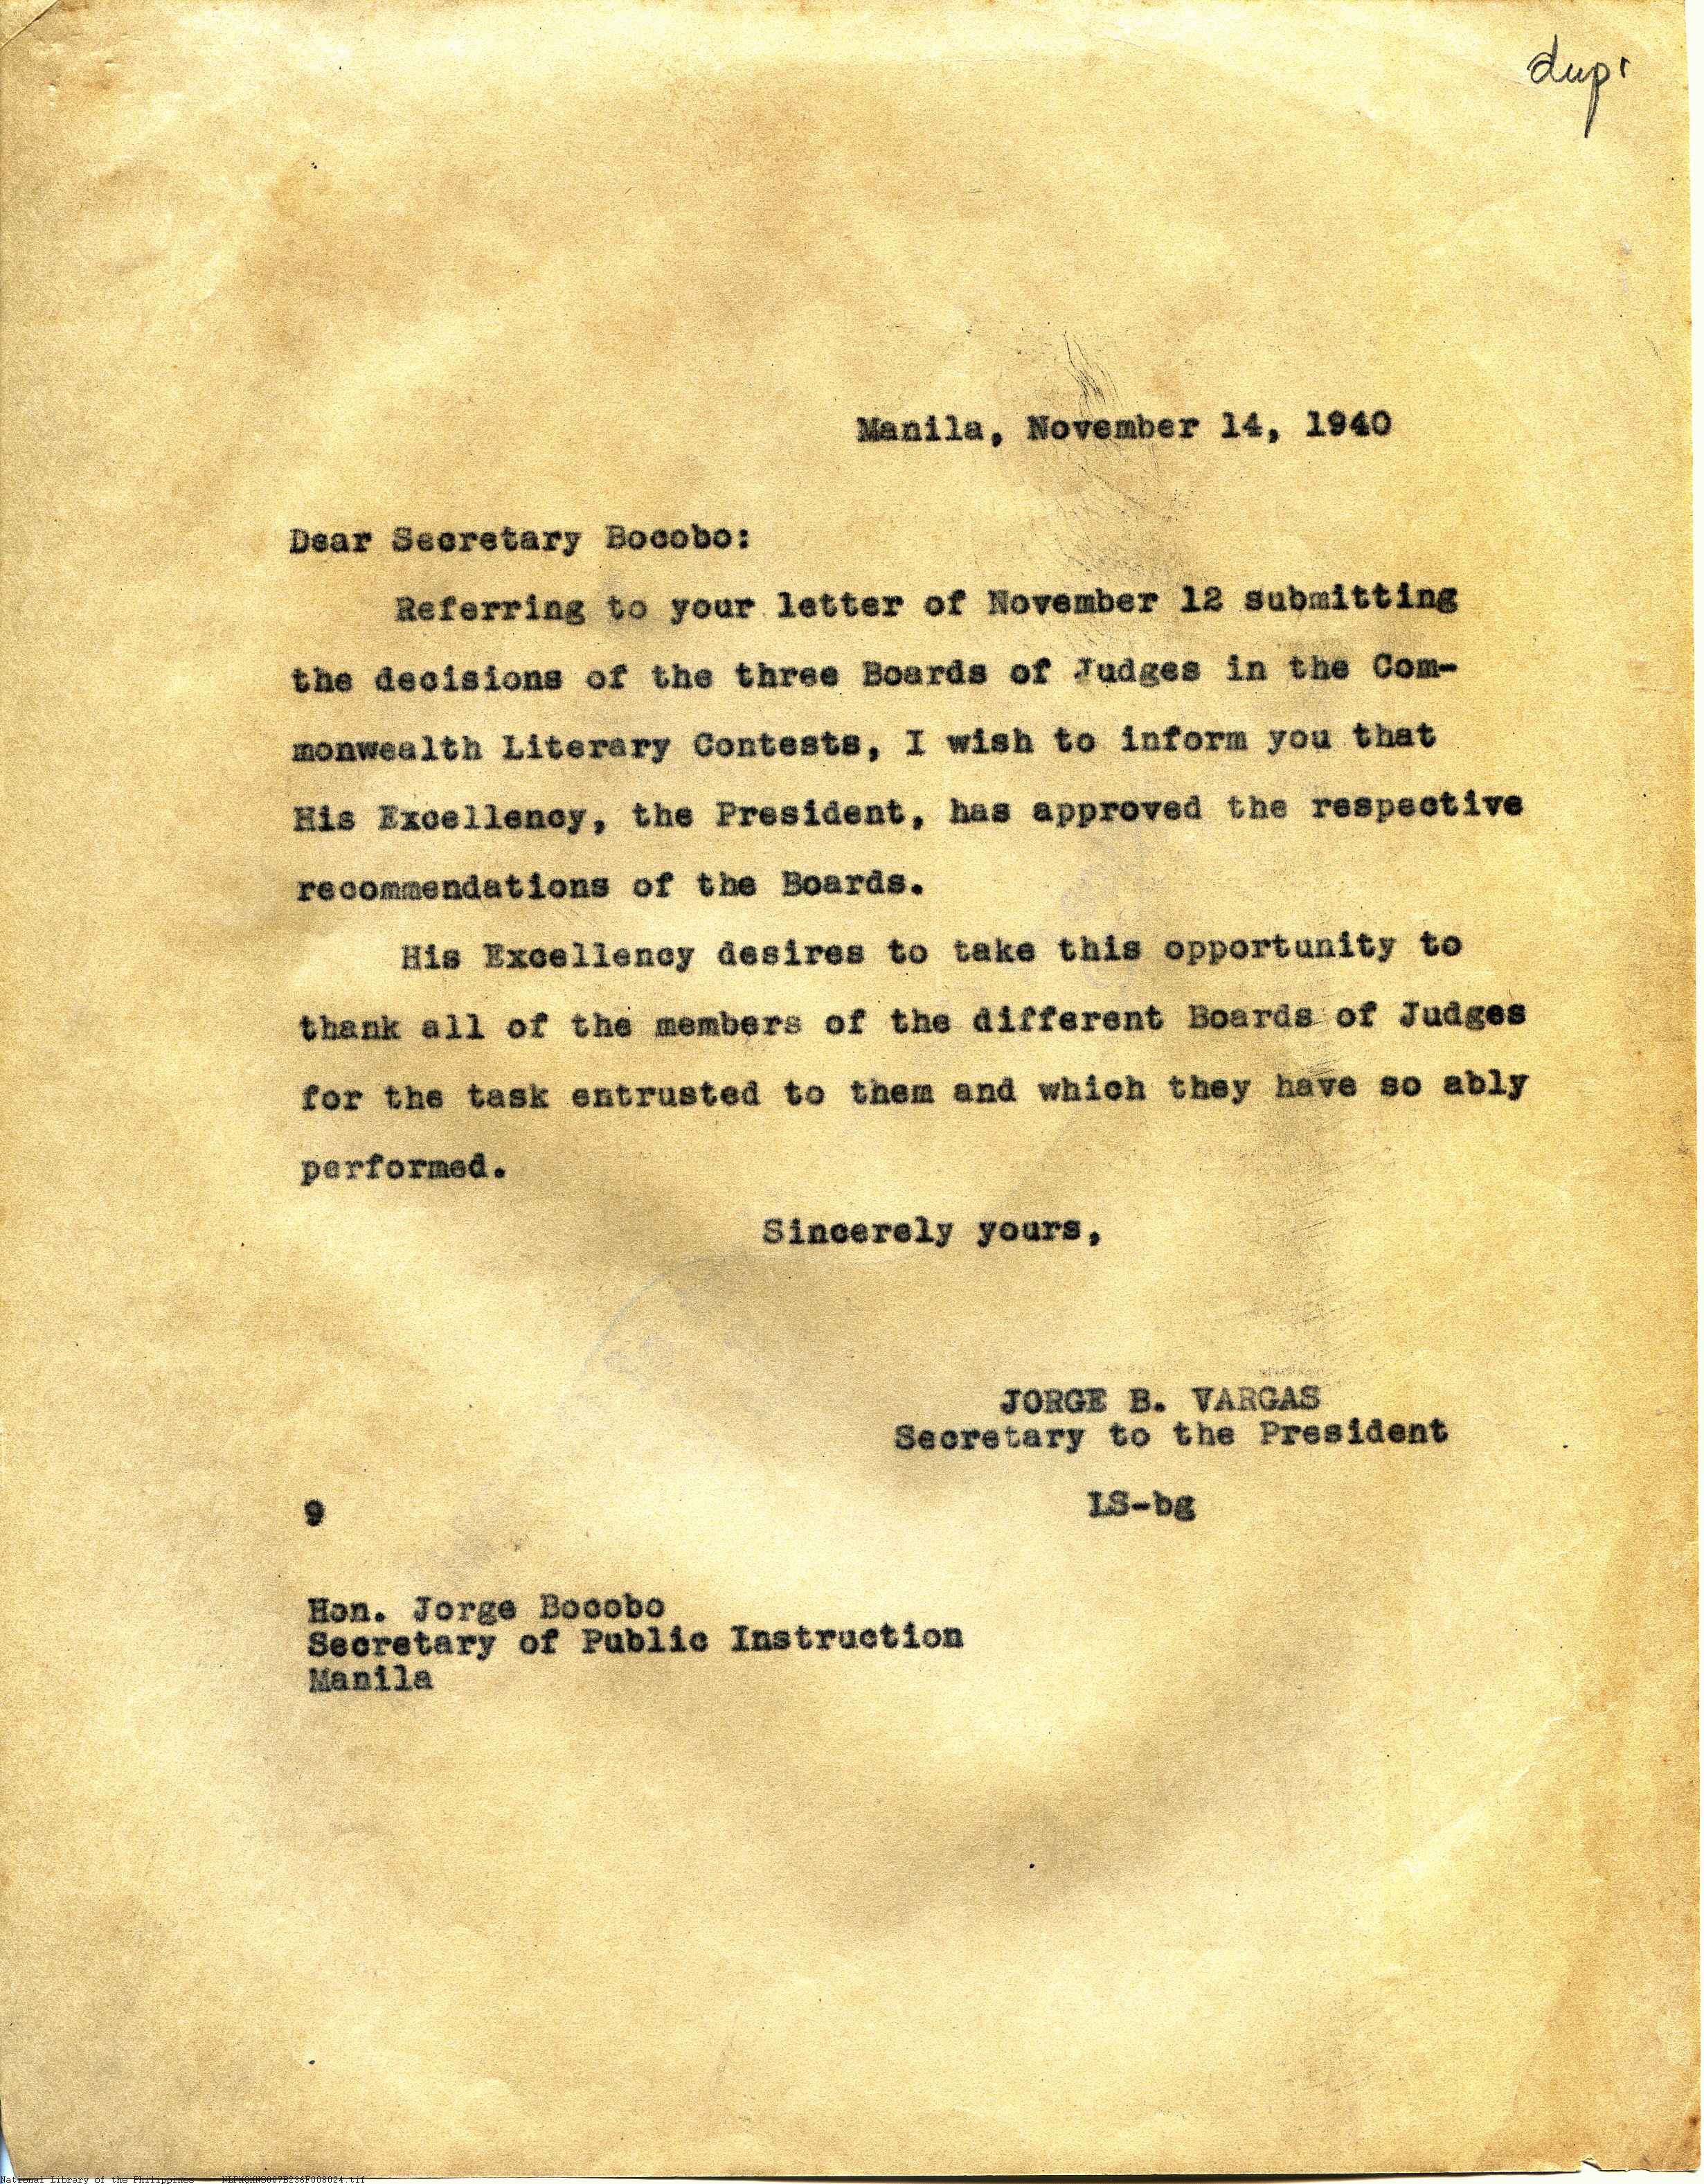 dup.
Manila, November 14, 1940
Dear Secretary Bocobo:
Referring to your letter of November 12 submitting
the decisions of the three Boards of Judges in the Com-
monwealth Literary Contests, I wish to inform you that
His Excellency, the President, has approved the respective
recommendations of the Boards.
His Excellency desires to take this opportunity to
thank all of the members of the different Boards of Judges
for the task entrusted to them and which they have so ably
performed.
Sincerely yours,
JORGE B. VARGAS
Secretary to the President
9
LS-bg
Hon. Jorge Bocobo
Secretary of Public Instruction
Manila
National Library of the Philippines